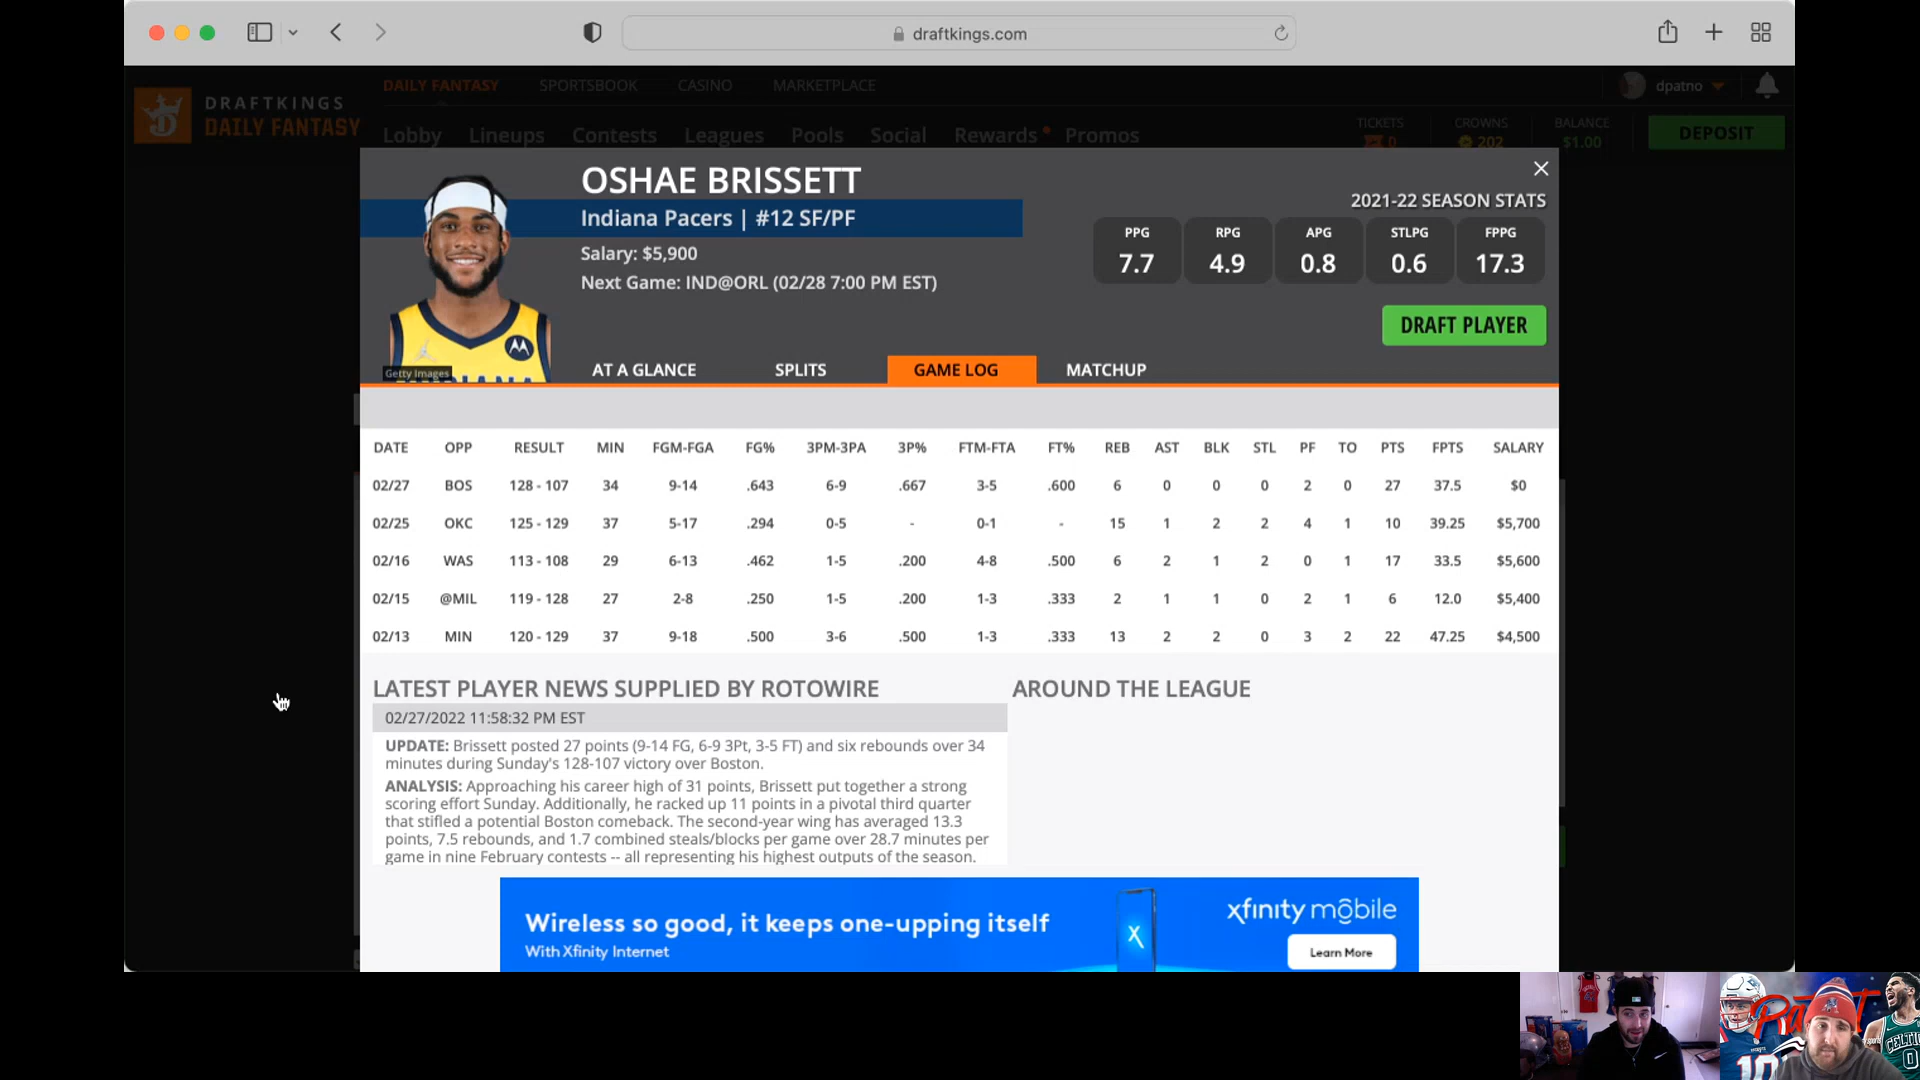 draftkings.com
DRAFTKINGS
DAILY FANTASY
DAILY FANTASY SPORTSBOOK CASINO MARKETPLACE
dpatno
Lobby Lineups Contests Leagues Pools Social Rewards Promos
TICKETS CROWNS BALANCE
0 202 $1.00
DEPOSIT
OSHAE BRISSETT
Indiana Pacers | #12 SF/PF
Salary: $5,900
Next Game: IND@ORL (02/28 7:00 PM EST)
2021-22 SEASON STATS
PPG RPG APG STLPG FPPG
7.7 4.9 0.8 0.6 17.3
DRAFT PLAYER
Getty Images
AT A GLANCE SPLITS GAME LOG MATCHUP
DATE OPP RESULT MIN FGM-FGA FG% 3PM-3PA 3P% FTM-FTA FT% REB AST BLK STL PF TO PTS FPTS SALARY
02/27 BOS 128 - 107 34 9-14 .643 6-9 .667 3-5 .600 6 0 0 0 2 0 27 37.5 $0
02/25 OKC 125 - 129 37 5-17 .294 0-5 - 0-1 - 15 1 2 2 4 1 10 39.25 $5,700
02/16 WAS 113 - 108 29 6-13 .462 1-5 .200 4-8 .500 6 2 1 2 0 1 17 33.5 $5,600
02/15 @MIL 119 - 128 27 2-8 .250 1-5 .200 1-3 .333 2 1 1 0 2 1 6 12.0 $5,400
02/13 MIN 120 - 129 37 9-18 .500 3-6 .500 1-3 .333 13 2 2 0 3 2 22 47.25 $4,500
LATEST PLAYER NEWS SUPPLIED BY ROTOWIRE
AROUND THE LEAGUE
02/27/2022 11:58:32 PM EST
UPDATE: Brissett posted 27 points (9-14 FG, 6-9 3Pt, 3-5 FT) and six rebounds over 34
minutes during Sunday's 128-107 victory over Boston.
ANALYSIS: Approaching his career high of 31 points, Brissett put together a strong
scoring effort Sunday. Additionally, he racked up 11 points in a pivotal third quarter
that stifled a potential Boston comeback. The second-year wing has averaged 13.3
points, 7.5 rebounds, and 1.7 combined steals/blocks per game over 28.7 minutes per
game in nine February contests -- all representing his highest outputs of the season.
Wireless so good, it keeps one-upping itself
With Xfinity Internet
X
xfinity mobile
Learn More